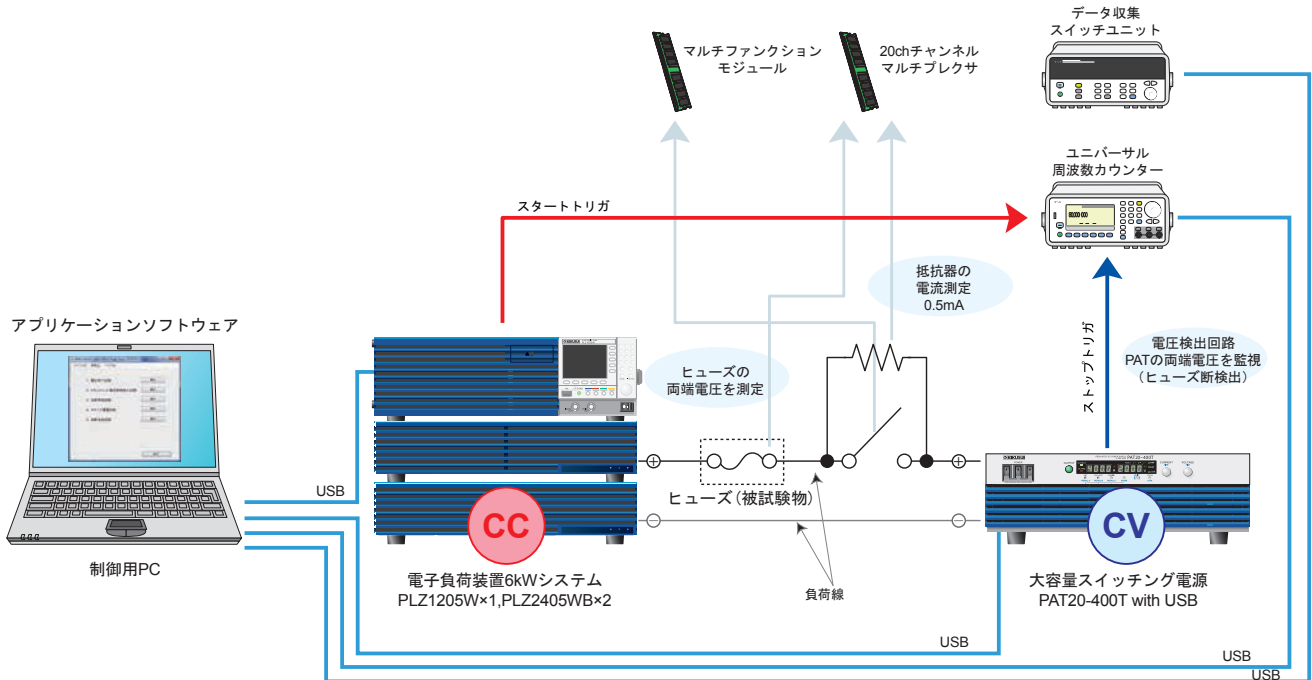 データ収集
スイッチユニット
マルチファンクション
モジュール
20chチャンネル
マルチプレクサ
ユニバーサル
周波数カウンター
スタートトリガ
抵抗器の
電流測定
0.5mA
アプリケーションソフトウェア
ヒューズの
両端電圧を測定
ストップトリガ
電圧検出回路
PATの両端電圧を監視
（ヒューズ断検出）
KIKUSUI
KIKUSUI
PAT20-400T
USB
ヒューズ（被試験物）
CC
CV
制御用PC
電子負荷装置6kWシステム
PLZ1205W×1,PLZ2405WB×2
負荷線
大容量スイッチング電源
PAT20-400T with USB
USB
USB
USB